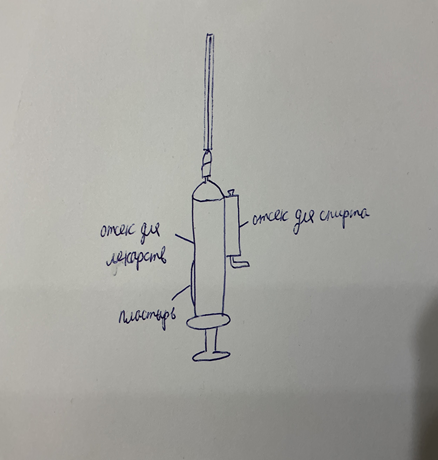 отсек для
лекарств
отсек для спирта
пластырь